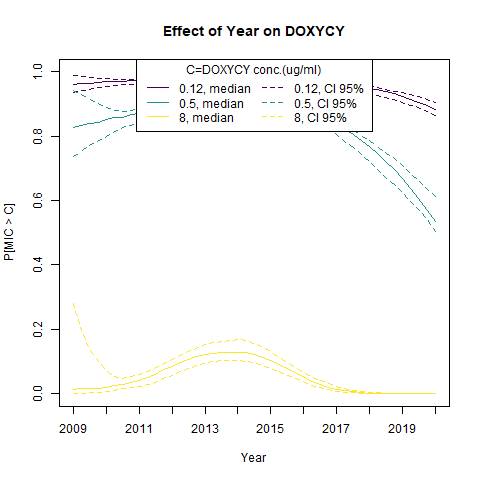 Effect of Year on DOXYCY
C=DOXYCY conc.(ug/ml)
0.12, median 0.12, CI 95%
0.5, median 0.5, CI 95%
8, median 8, CI 95%
P[MIC > C]
1.0
0.8
0.6
0.4
0.2
0.0
2009 2011 2013 2015 2017 2019
Year